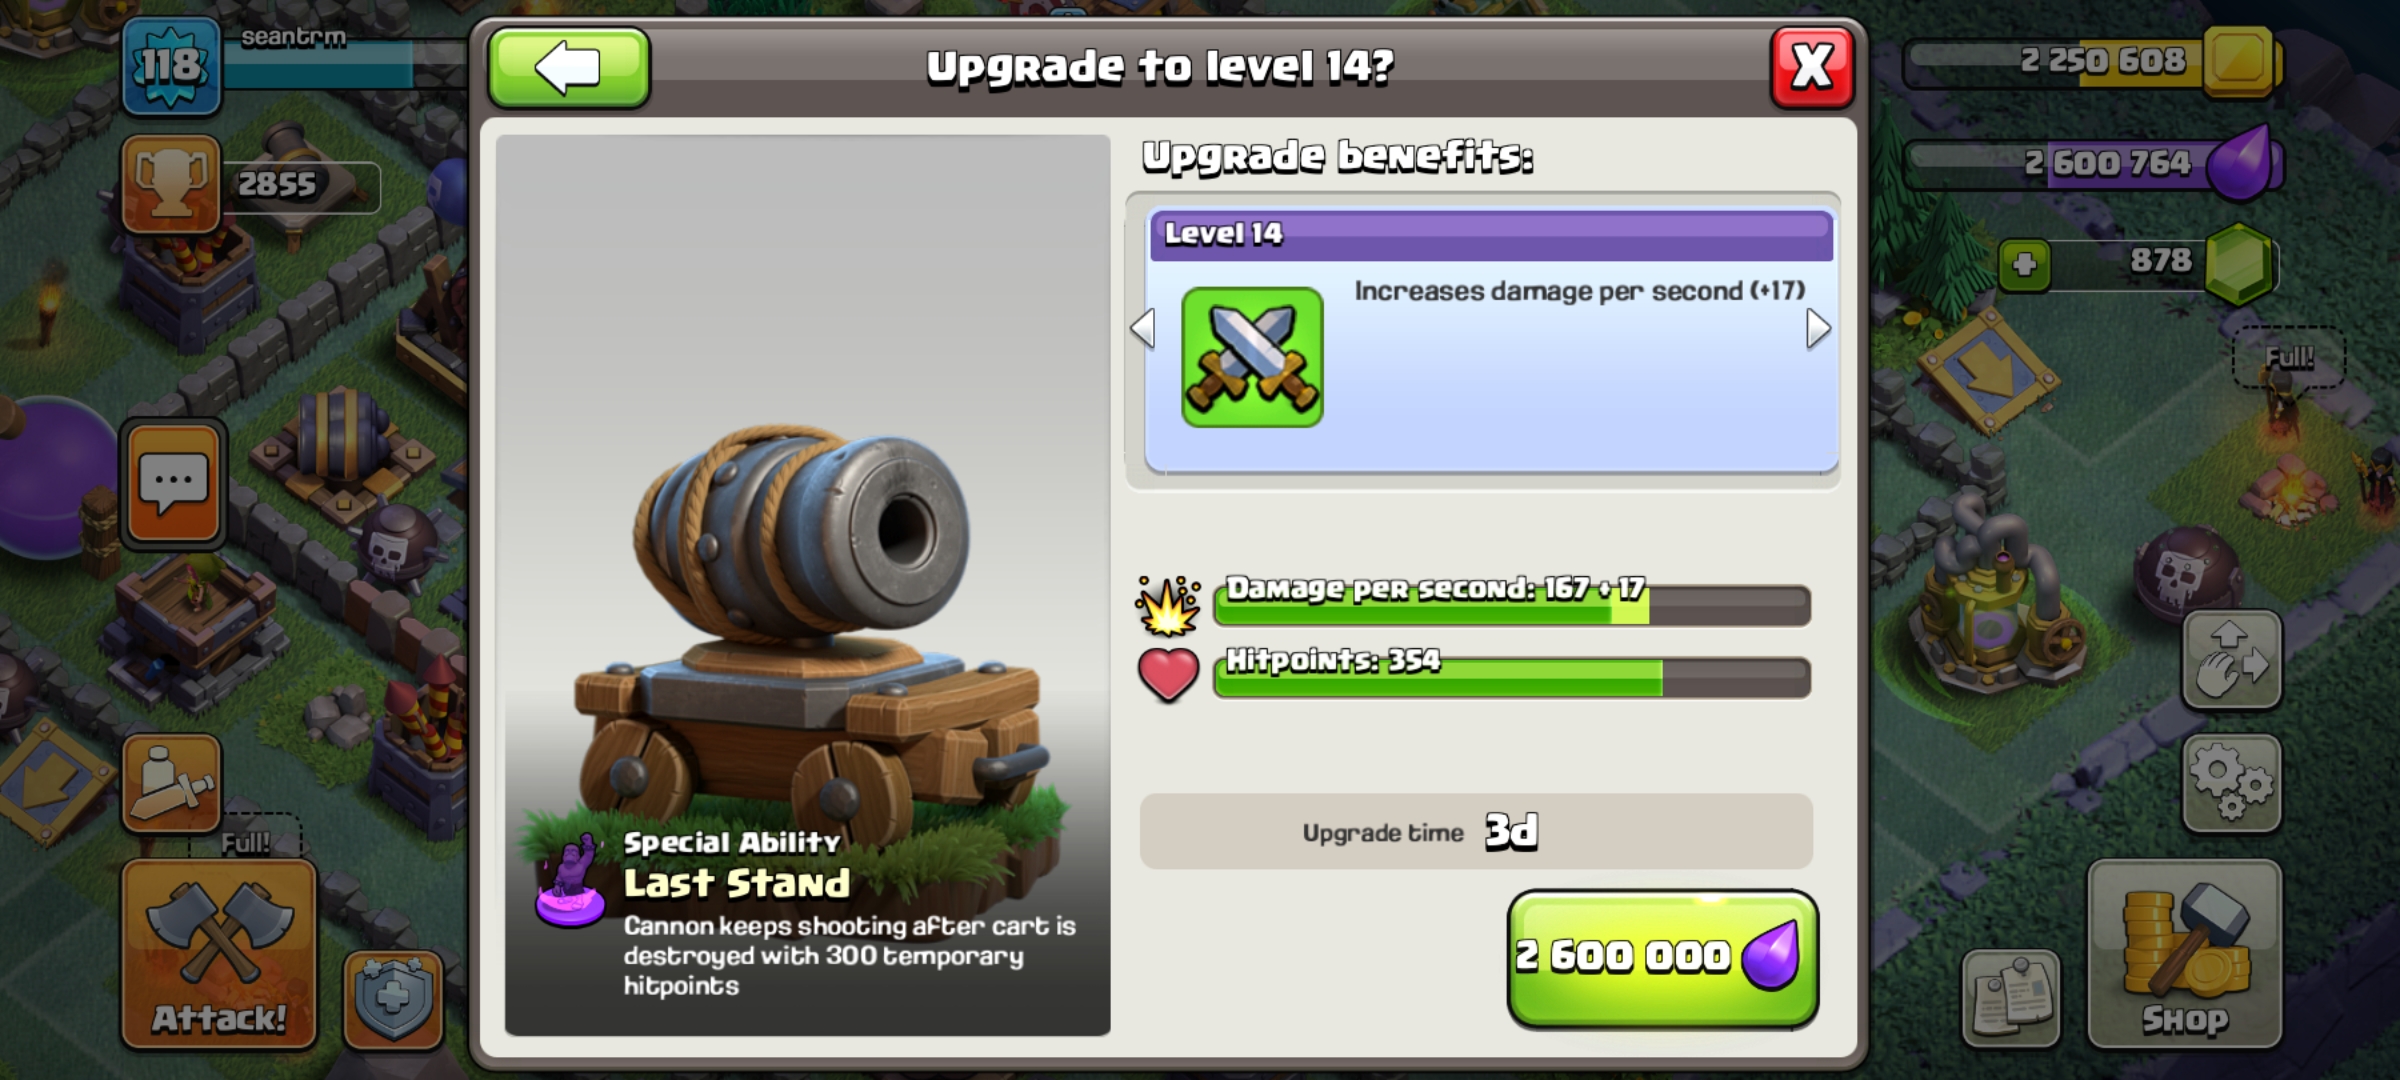 118
seantrm
Upgrade to level 14?
X
2 250 608
2855
Upgrade benefits:
2 600 764
Level 14
Increases damage per second (+17)
878
Full!
Damage per second: 167 + 17
Hitpoints: 354
Upgrade time 3d
Full!
Special Ability
Last Stand
Cannon keeps shooting after cart is
destroyed with 300 temporary
hitpoints
2 600 000
Attack!
Shop